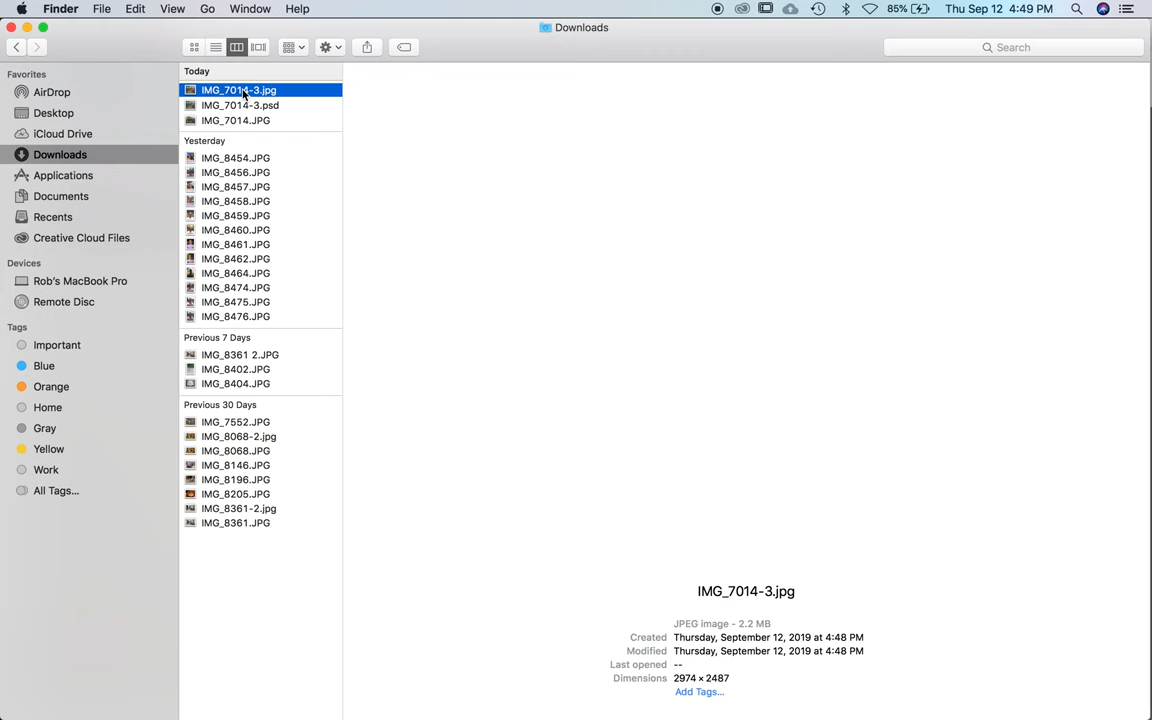 Finder File Edit View Go Window Help 85% Thu Sep 12 4:49 PM
Downloads
Search
Favorites
AirDrop
Desktop
iCloud Drive
Downloads
Applications
Documents
Recents
Creative Cloud Files
Devices
Rob's MacBook Pro
Remote Disc
Tags
Important
Blue
Orange
Home
Gray
Yellow
Work
All Tags...
Today
IMG_7014-3.jpg
IMG_7014-3.psd
IMG_7014.JPG
Yesterday
IMG_8454.JPG
IMG_8456.JPG
IMG_8457.JPG
IMG_8458.JPG
IMG_8459.JPG
IMG_8460.JPG
IMG_8461.JPG
IMG_8462.JPG
IMG_8464.JPG
IMG_8474.JPG
IMG_8475.JPG
IMG_8476.JPG
Previous 7 Days
IMG_8361 2.JPG
IMG_8402.JPG
IMG_8404.JPG
Previous 30 Days
IMG_7552.JPG
IMG_8068-2.jpg
IMG_8068.JPG
IMG_8146.JPG
IMG_8196.JPG
IMG_8205.JPG
IMG_8361-2.jpg
IMG_8361.JPG
IMG_7014-3.jpg
JPEG image - 2.2 MB
Created Thursday, September 12, 2019 at 4:48 PM
Modified Thursday, September 12, 2019 at 4:48 PM
Last opened --
Dimensions 2974 × 2487
Add Tags...